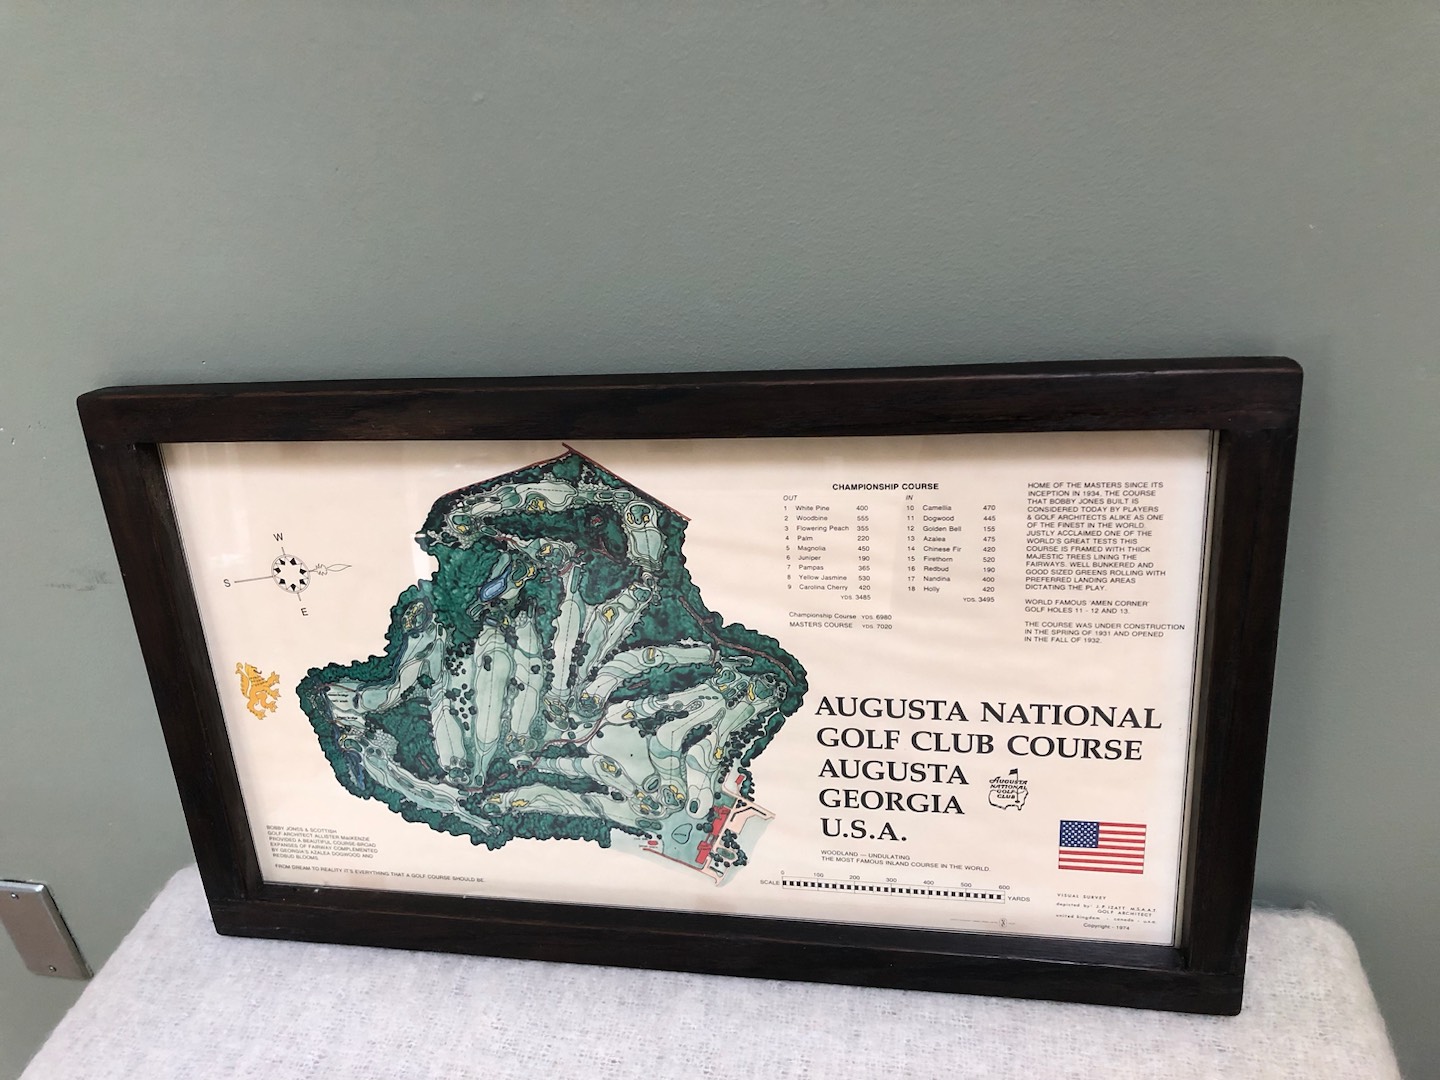 CHAMPIONSHIP COURSE
OUT
1 White Pine 400
2 Woodbine 555
3 Flowering Peach 355
4 Palm 220
5 Magnolia 450
6 Juniper 190
7 Pampas 365
8 Yellow Jasmine 530
9 Carolina Cherry 420
YDS. 3485
IN
10 Camellia 470
11 Dogwood 445
12 Golden Bell 155
13 Azalea 475
14 Chinese Fir 420
15 Firethorn 520
16 Redbud 190
17 Nandina 400
18 Holly 420
YDS. 3495
Championship Course YDS. 6980
MASTERS COURSE YDS. 7020
HOME OF THE MASTERS SINCE ITS
INCEPTION IN 1934, THE COURSE
THAT BOBBY JONES BUILT IS
CONSIDERED TODAY BY PLAYERS
& GOLF ARCHITECTS ALIKE AS ONE
OF THE FINEST IN THE WORLD.
JUSTLY ACCLAIMED ONE OF THE
WORLD'S GREAT TESTS THIS
COURSE IS FRAMED WITH THICK
MAJESTIC TREES LINING THE
FAIRWAYS. WELL BUNKERED AND
GOOD SIZED GREENS ROLLING WITH
PREFERRED LANDING AREAS
DICTATING THE PLAY.
WORLD FAMOUS 'AMEN CORNER'
GOLF HOLES 11 - 12 AND 13.
THE COURSE WAS UNDER CONSTRUCTION
IN THE SPRING OF 1931 AND OPENED
IN THE FALL OF 1932.
W
S
E
AUGUSTA NATIONAL
GOLF CLUB COURSE
AUGUSTA
GEORGIA
U.S.A.
AUGUSTA
NATIONAL
GOLF
CLUB
WOODLAND — UNDULATING
THE MOST FAMOUS INLAND COURSE IN THE WORLD.
0 100 200 300 400 500 600
SCALE YARDS
BOBBY JONES & SCOTTISH
GOLF ARCHITECT ALLISTER MacKENZIE
PROVIDED A BEAUTIFUL COURSE-BROAD
EXPANSES OF FAIRWAY COMPLEMENTED
BY GEORGIA'S AZALEA DOGWOOD AND
REDBUD BLOOMS.
FROM DREAM TO REALITY IT'S EVERYTHING THAT A GOLF COURSE SHOULD BE.
VISUAL SURVEY
depicted by J.P. IZATT M.S.A.A.T.
GOLF ARCHITECT
united kingdom - canada - u.s.a.
Copyright - 1974